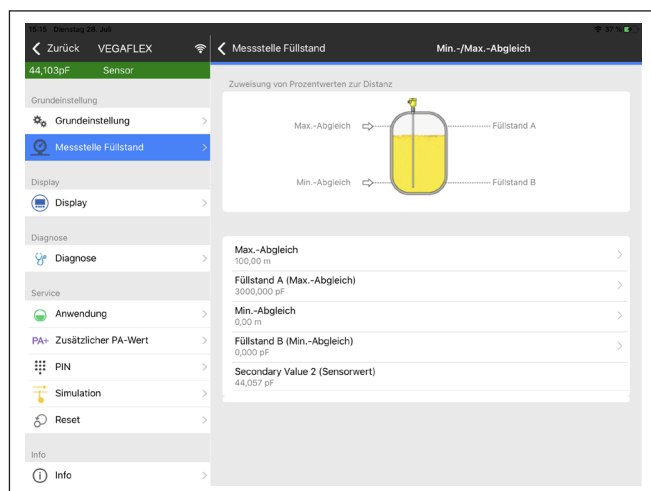 10:15 Dienstag 28. Juli
37 %
Zurück VEGAFLEX
Messstelle Füllstand
Min.-/Max.-Abgleich
44,103pF Sensor
Grundeinstellung
Grundeinstellung
Messstelle Füllstand
Display
Display
Diagnose
Diagnose
Service
Anwendung
PA+ Zusätzlicher PA-Wert
PIN
Simulation
Reset
Info
Info
Zuweisung von Prozentwerten zur Distanz
Max.-Abgleich
Füllstand A
Min.-Abgleich
Füllstand B
Max.-Abgleich
100,00 m
Füllstand A (Max.-Abgleich)
3000,000 pF
Min.-Abgleich
0,00 m
Füllstand B (Min.-Abgleich)
0,000 pF
Secondary Value 2 (Sensorwert)
44,057 pF